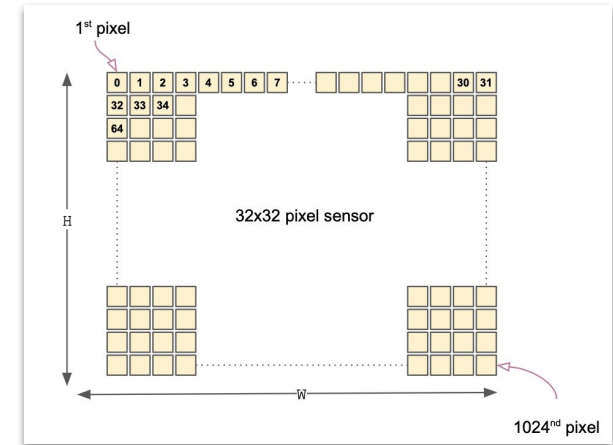 1st pixel
0 1 2 3 4 5 6 7 30 31
32 33 34
64
H
32x32 pixel sensor
W
1024nd pixel